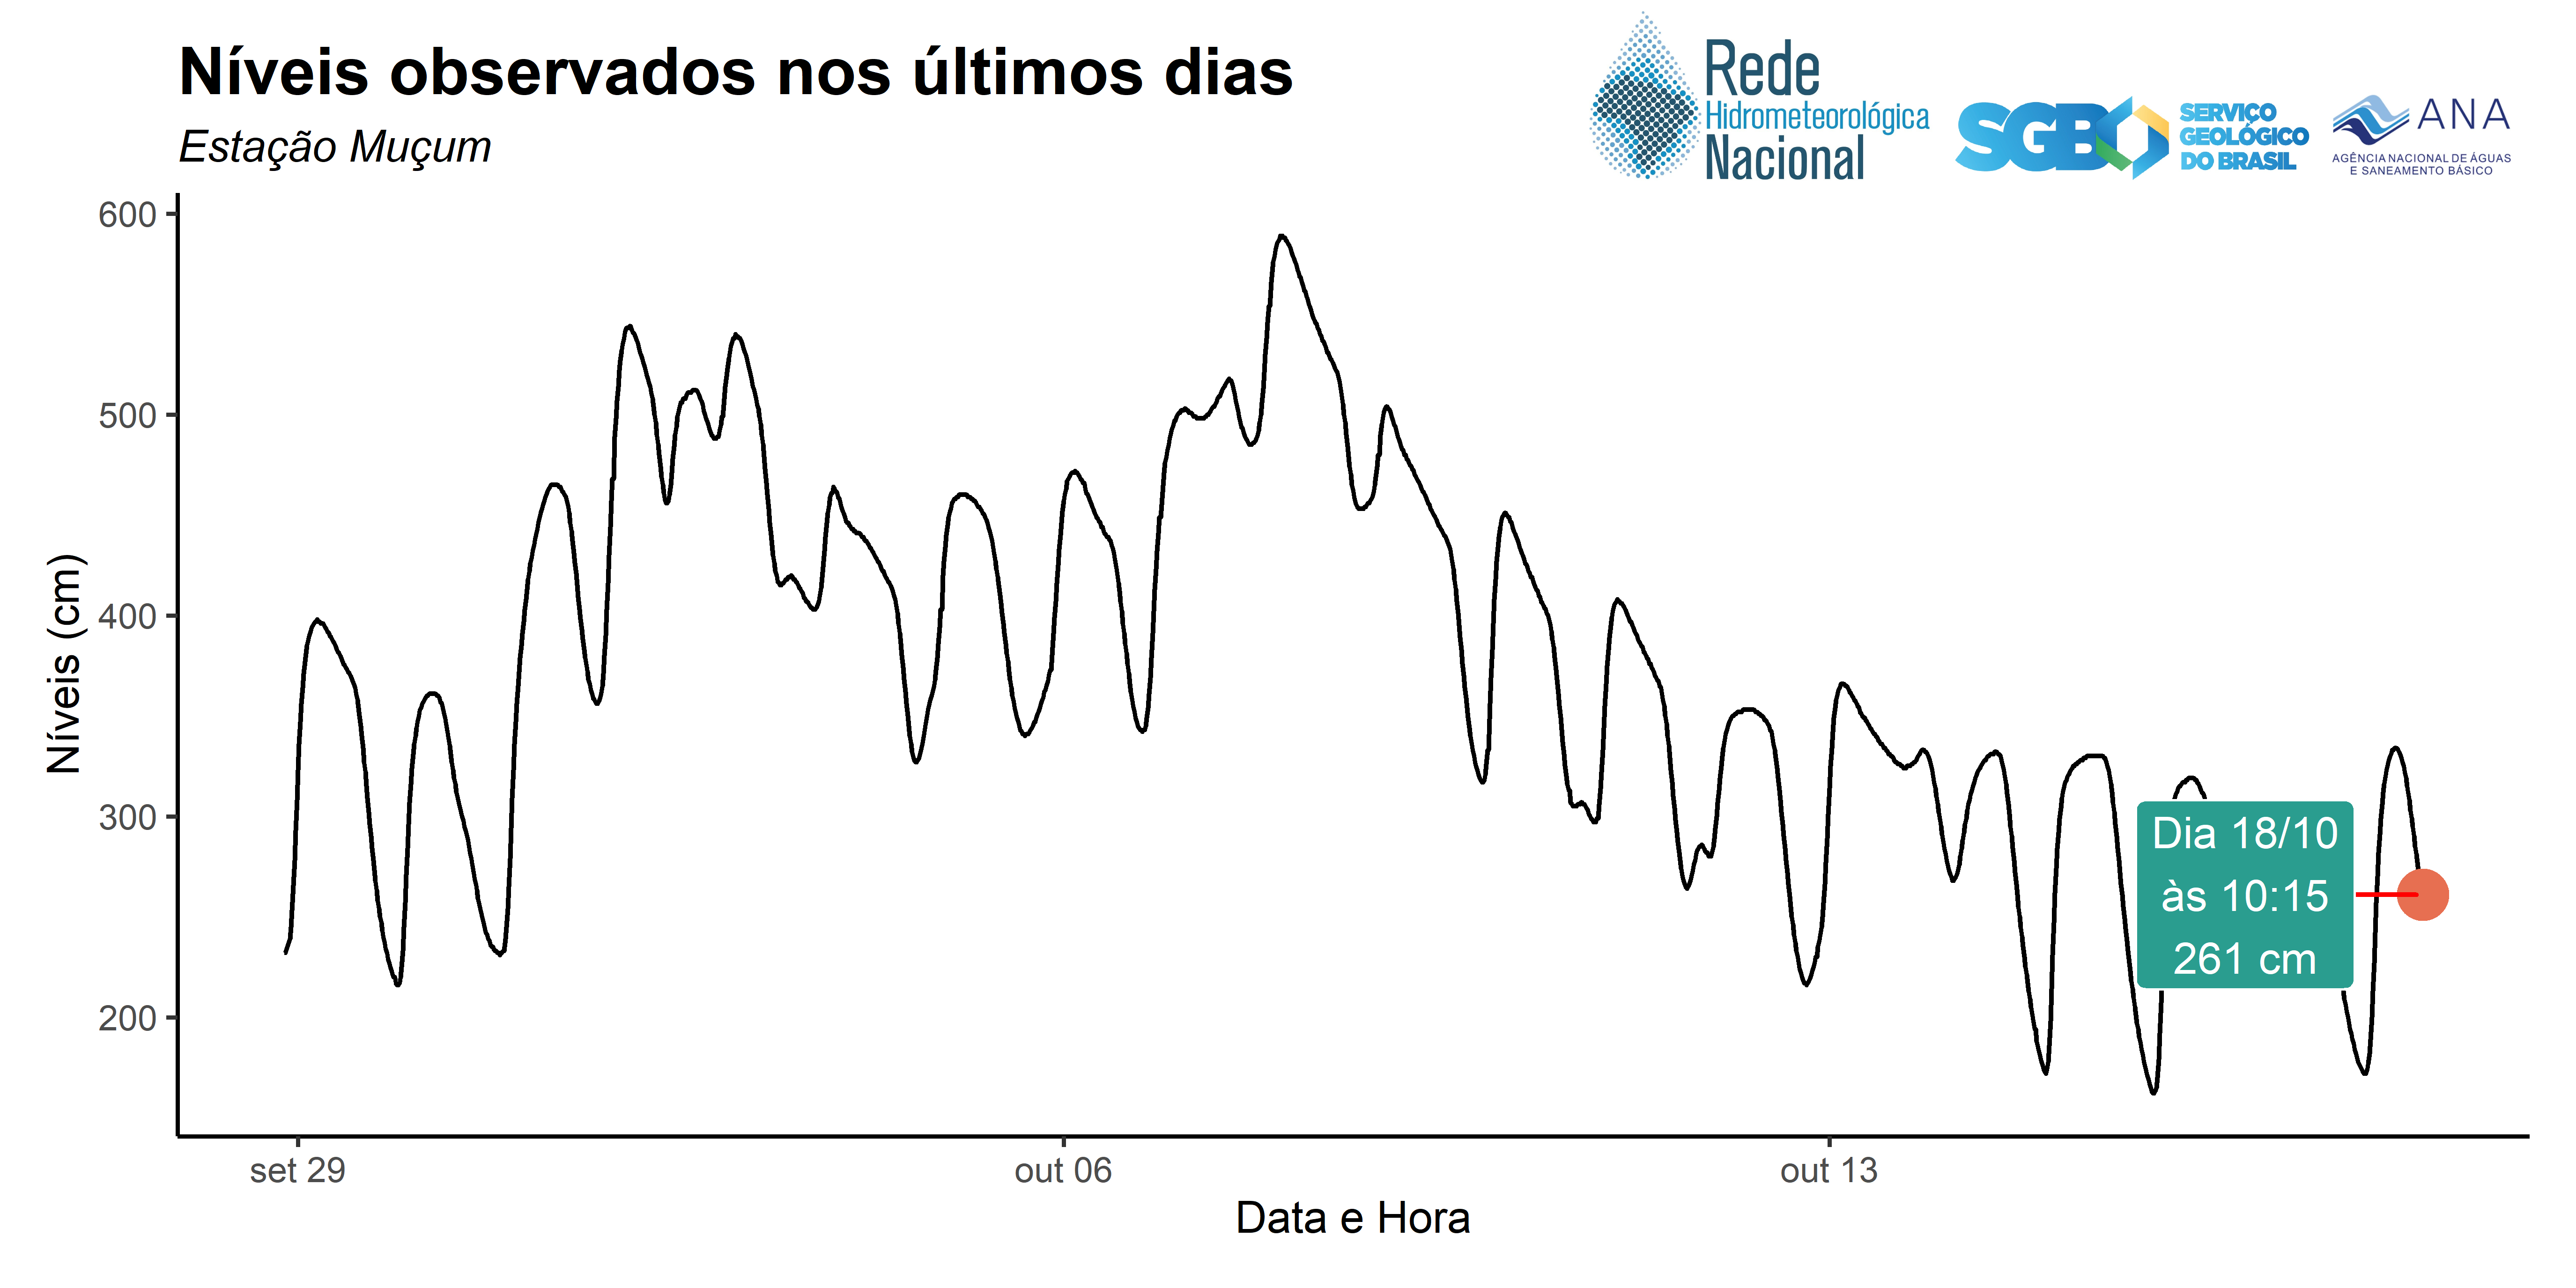 Níveis observados nos últimos dias
Estação Muçum
Rede
Hidrometeorológica
Nacional
SGB
SERVIÇO
GEOLÓGICO
DO BRASIL
ANA
AGÊNCIA NACIONAL DE ÁGUAS
E SANEAMENTO BÁSICO
Níveis (cm)
600
500
400
300
200
Dia 18/10
às 10:15
261 cm
set 29
out 06
out 13
Data e Hora